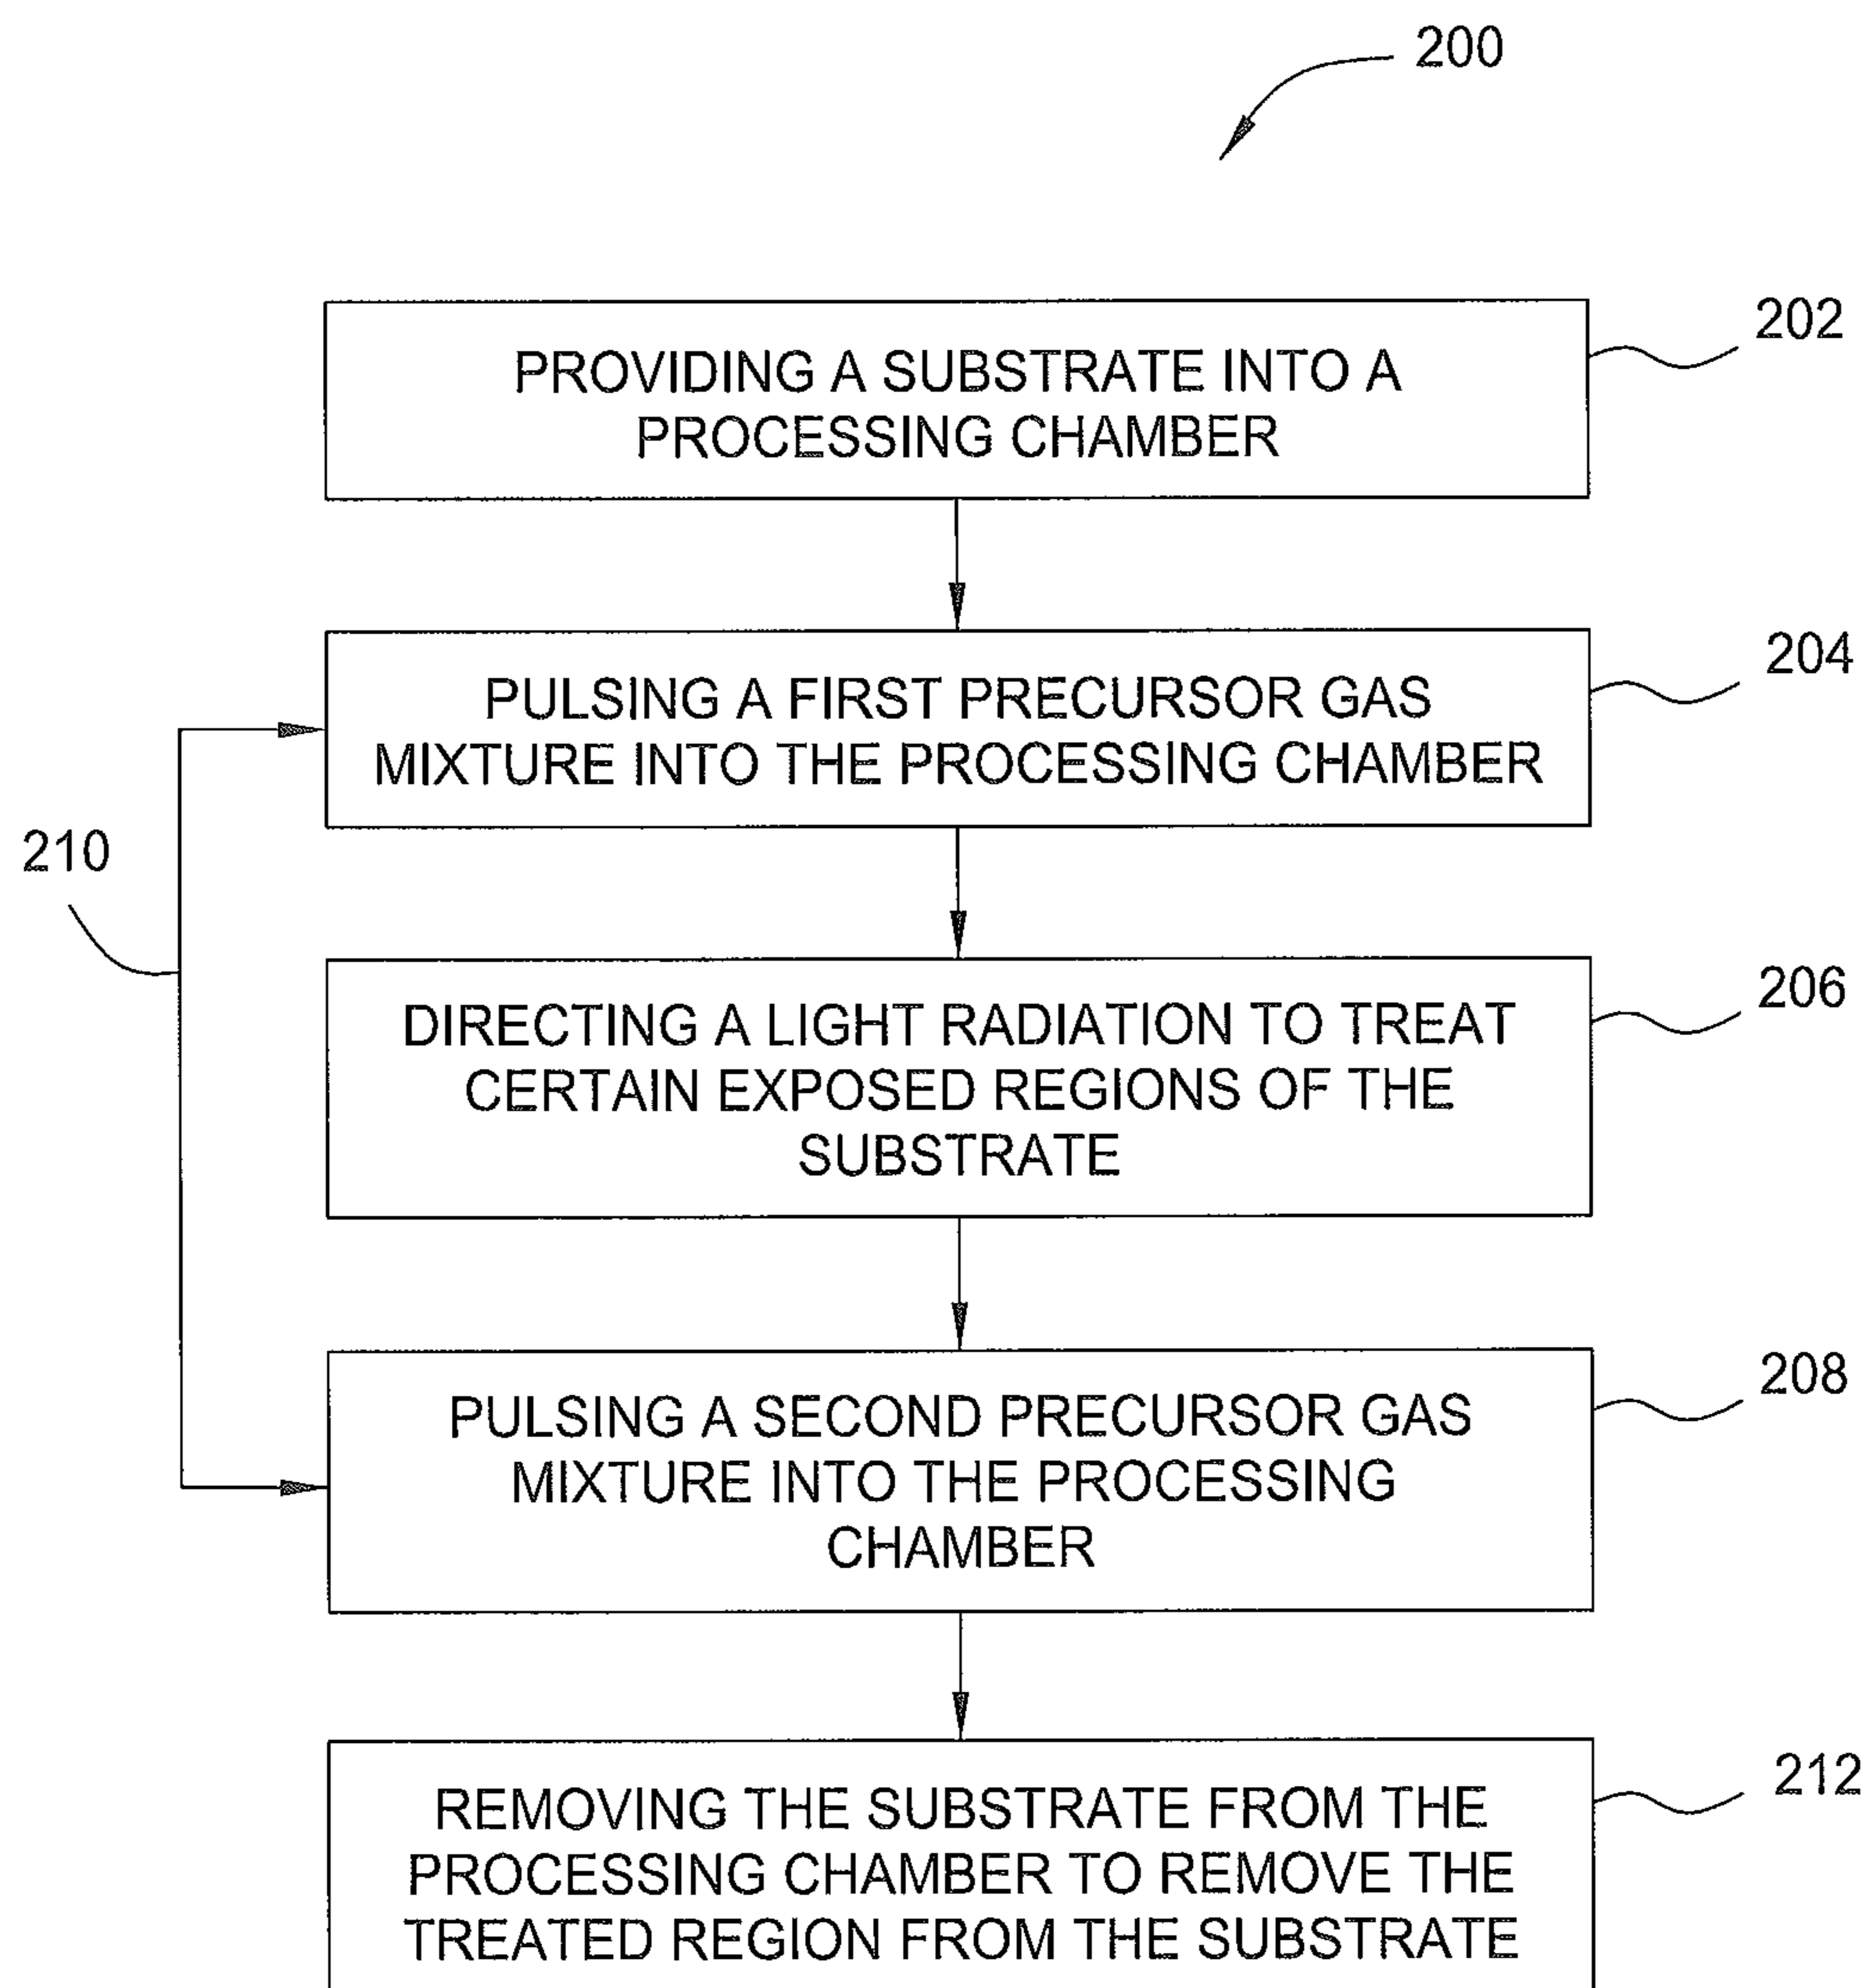 200
PROVIDING A SUBSTRATE INTO A
PROCESSING CHAMBER
202
PULSING A FIRST PRECURSOR GAS
MIXTURE INTO THE PROCESSING CHAMBER
204
210
DIRECTING A LIGHT RADIATION TO TREAT
CERTAIN EXPOSED REGIONS OF THE
SUBSTRATE
206
PULSING A SECOND PRECURSOR GAS
MIXTURE INTO THE PROCESSING
CHAMBER
208
REMOVING THE SUBSTRATE FROM THE
PROCESSING CHAMBER TO REMOVE THE
TREATED REGION FROM THE SUBSTRATE
212